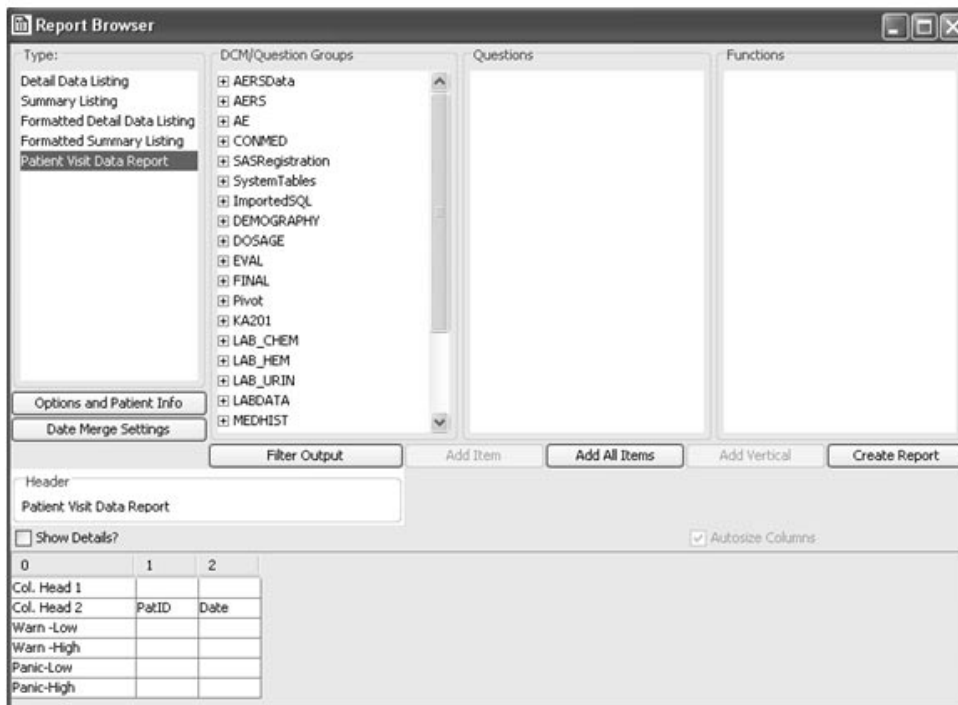 Report Browser
Type:
Detail Data Listing
Summary Listing
Formatted Detail Data Listing
Formatted Summary Listing
Patient Visit Data Report
Options and Patient Info
Date Merge Settings
DCM/Question Groups
AERSData
AERS
AE
CONMED
SASRegistration
SystemTables
ImportedSQL
DEMOGRAPHY
DOSAGE
EVAL
FINAL
Pivot
KA201
LAB_CHEM
LAB_HEM
LAB_URIN
LABDATA
MEDHIST
Questions
Functions
Filter Output Add Item Add All Items Add Vertical Create Report
Header
Patient Visit Data Report
Show Details? Autosize Columns
0 1 2
Col. Head 1
Col. Head 2 PatID Date
Warn -Low
Warn -High
Panic-Low
Panic-High